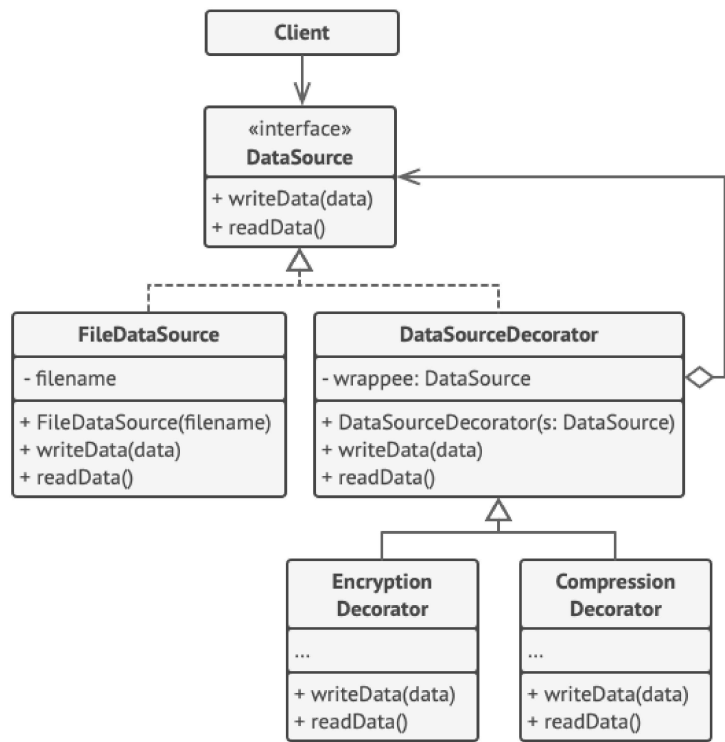 Client
«interface»
DataSource
+ writeData(data)
+ readData()
FileDataSource
- filename
+ FileDataSource(filename)
+ writeData(data)
+ readData()
DataSourceDecorator
- wrappee: DataSource
+ DataSourceDecorator(s: DataSource)
+ writeData(data)
+ readData()
Encryption
Decorator
...
+ writeData(data)
+ readData()
Compression
Decorator
...
+ writeData(data)
+ readData()